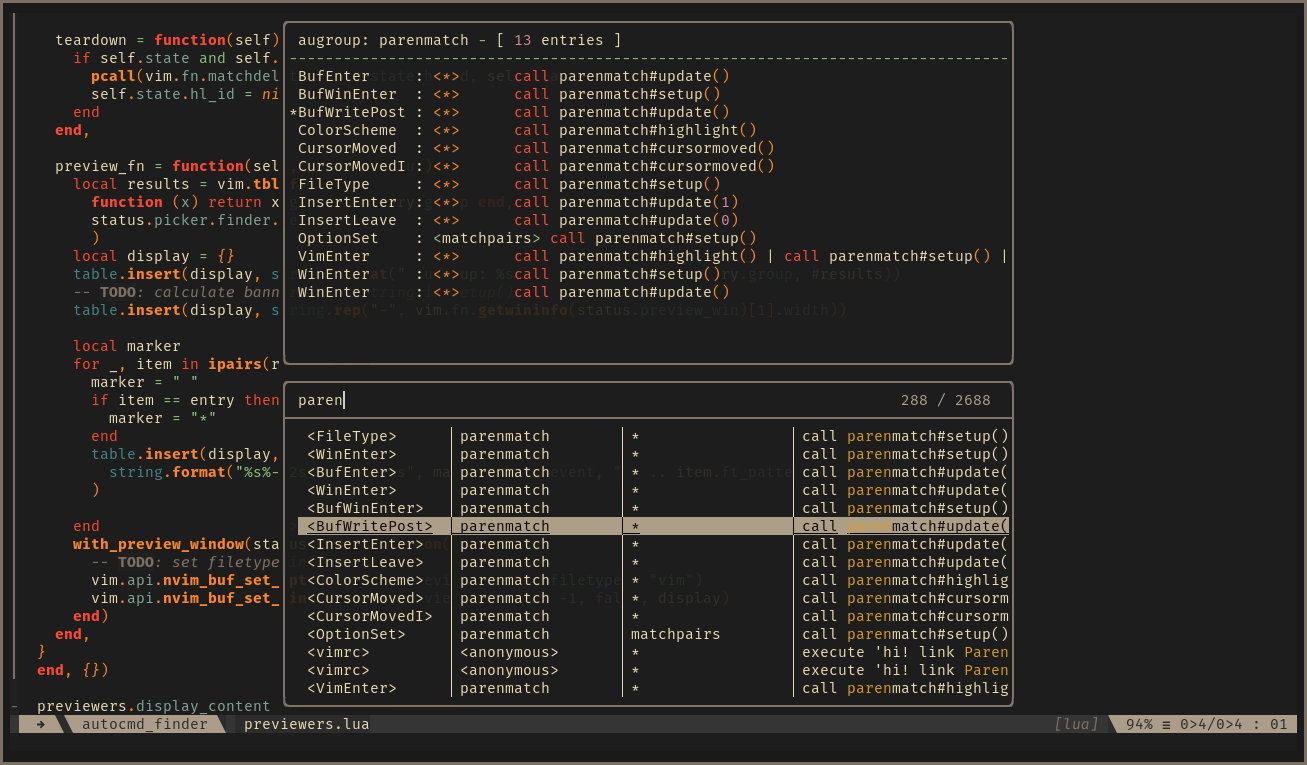 teardown = function(self)
if self.state and self.
pcall(vim.fn.matchdel
self.state.hl_id = ni
end
end,
preview_fn = function(sel
local results = vim.tbl
function (x) return x
status.picker.finder.
)
local display = {}
table.insert(display, s
-- TODO: calculate bann
table.insert(display, s
local marker
for _, item in ipairs(r
marker = " "
if item == entry then
marker = "*"
end
table.insert(display,
string.format("%s%-
)
end
with_preview_window(sta
-- TODO: set filetype
vim.api.nvim_buf_set_
vim.api.nvim_buf_set_
end)
end,
}
end, {})
previewers.display_content
augroup: parenmatch - [ 13 entries ]
--------------------------------------------------------------------------------
BufEnter : <*> call parenmatch#update()
BufWinEnter : <*> call parenmatch#setup()
*BufWritePost : <*> call parenmatch#update()
ColorScheme : <*> call parenmatch#highlight()
CursorMoved : <*> call parenmatch#cursormoved()
CursorMovedI : <*> call parenmatch#cursormoved()
FileType : <*> call parenmatch#setup()
InsertEnter : <*> call parenmatch#update(1)
InsertLeave : <*> call parenmatch#update(0)
OptionSet : <matchpairs> call parenmatch#setup()
VimEnter : <*> call parenmatch#highlight() | call parenmatch#setup() |
WinEnter : <*> call parenmatch#setup()
WinEnter : <*> call parenmatch#update()
paren 288 / 2688
<FileType> parenmatch * call parenmatch#setup()
<WinEnter> parenmatch * call parenmatch#setup()
<BufEnter> parenmatch * call parenmatch#update(
<WinEnter> parenmatch * call parenmatch#update(
<BufWinEnter> parenmatch * call parenmatch#setup()
<BufWritePost> parenmatch * call parenmatch#update(
<InsertEnter> parenmatch * call parenmatch#update(
<InsertLeave> parenmatch * call parenmatch#update(
<ColorScheme> parenmatch * call parenmatch#highlig
<CursorMoved> parenmatch * call parenmatch#cursorm
<CursorMovedI> parenmatch * call parenmatch#cursorm
<OptionSet> parenmatch matchpairs call parenmatch#setup()
<vimrc> <anonymous> * execute 'hi! link Paren
<vimrc> <anonymous> * execute 'hi! link Paren
<VimEnter> parenmatch * call parenmatch#highlig
➜ autocmd_finder previewers.lua [lua] 94% ≡ 0>4/0>4 : 01